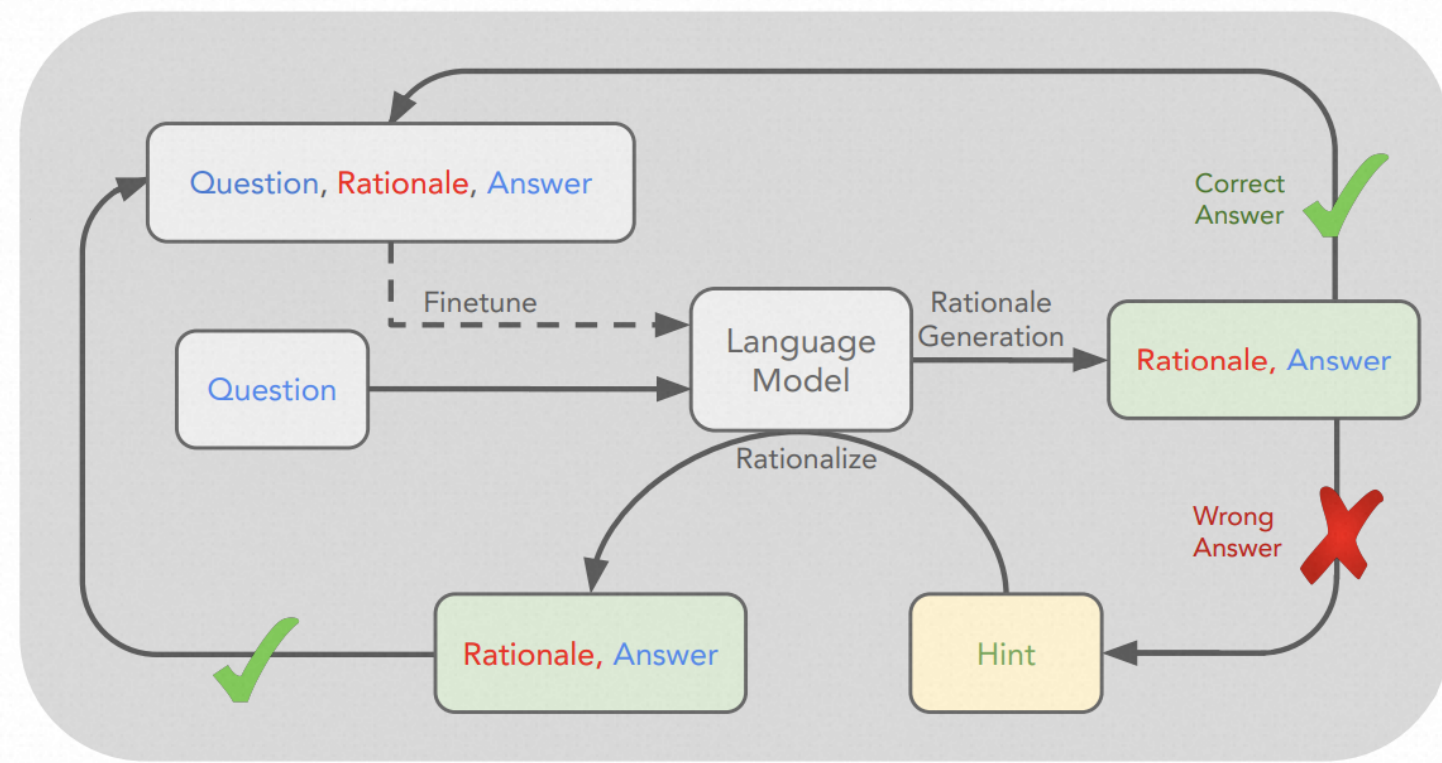 Question, Rationale, Answer
Correct
Answer
Finetune
Rationale
Generation
Language
Model
Rationale, Answer
Question
Rationalize
Wrong
Answer
Rationale, Answer
Hint